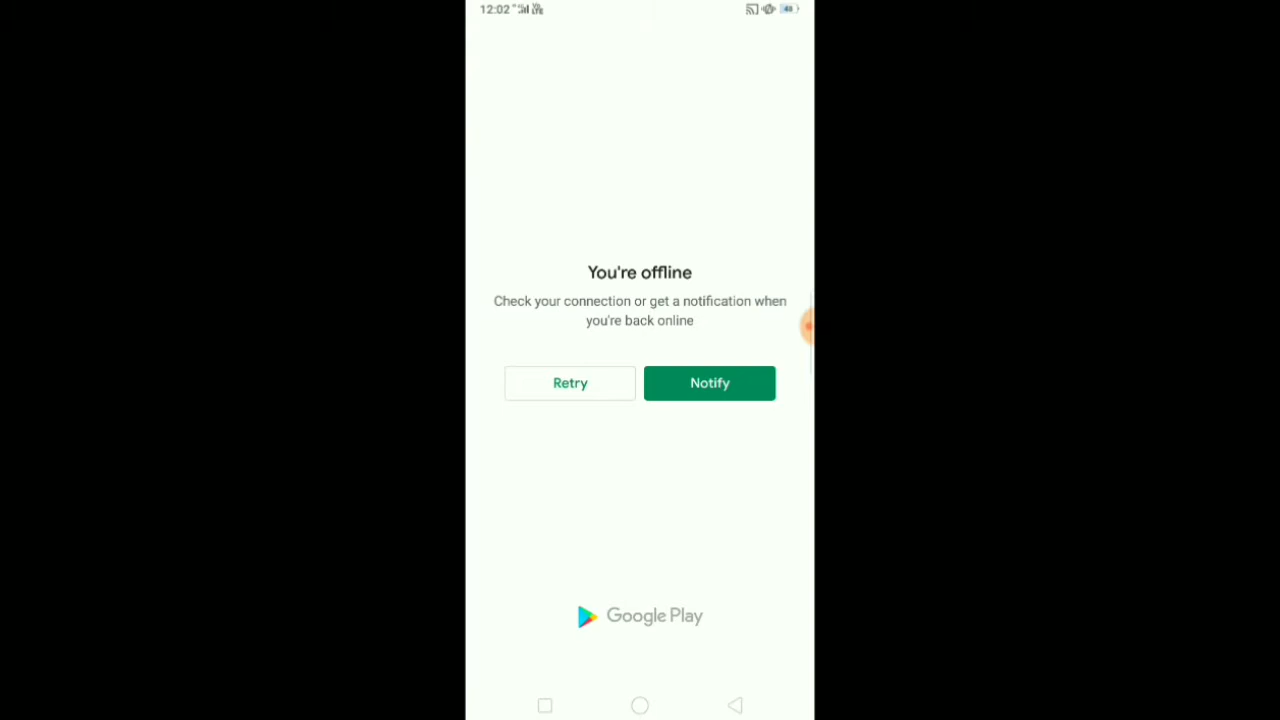 12:02
You're offline
Check your connection or get a notification when
you're back online
Retry Notify
Google Play